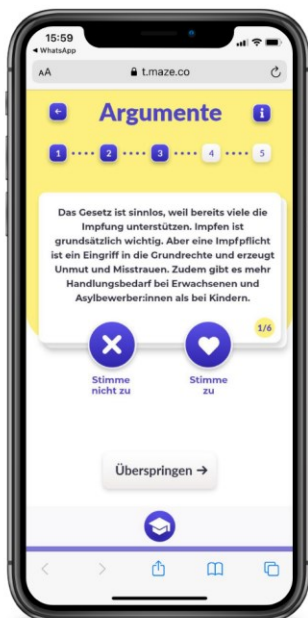 15:59
◀ WhatsApp
AA t.maze.co
Argumente
1 2 3 4 5
Das Gesetz ist sinnlos, weil bereits viele die
Impfung unterstützen. Impfen ist
grundsätzlich wichtig. Aber eine Impfpflicht
ist ein Eingriff in die Grundrechte und erzeugt
Unmut und Misstrauen. Zudem gibt es mehr
Handlungsbedarf bei Erwachsenen und
Asylbewerber:innen als bei Kindern.
1/6
Stimme
nicht zu
Stimme
zu
Überspringen →